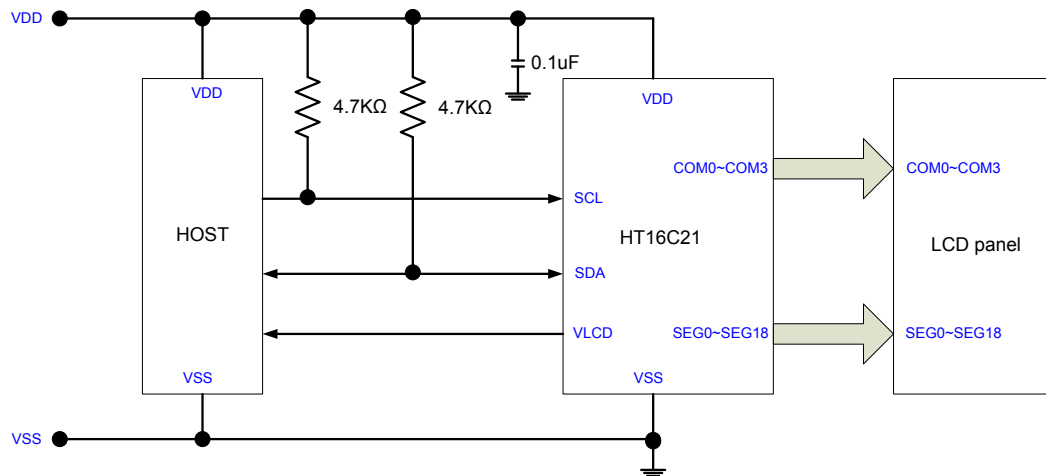 VDD
0.1uF
VDD
VDD
4.7KΩ
4.7KΩ
COM0~COM3
COM0~COM3
SCL
HOST
HT16C21
LCD panel
SDA
VLCD
SEG0~SEG18
SEG0~SEG18
VSS
VSS
VSS